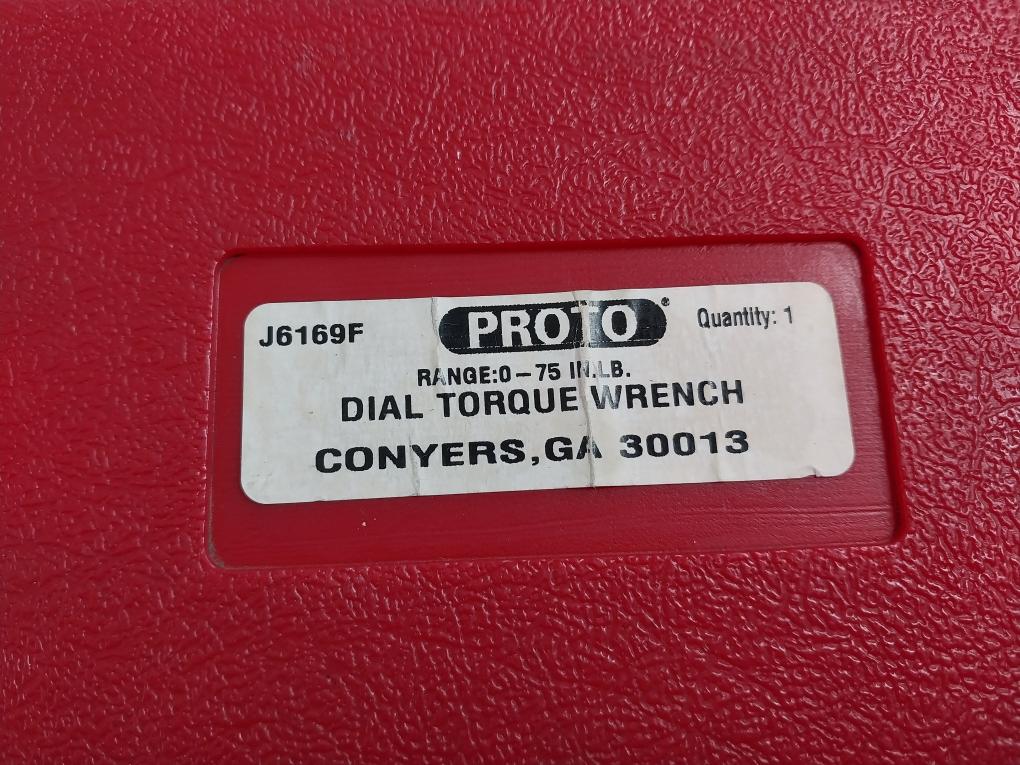 J6169F PROTO® Quantity: 1
RANGE:0-75 IN.LB.
DIAL TORQUE WRENCH
CONYERS,GA 30013